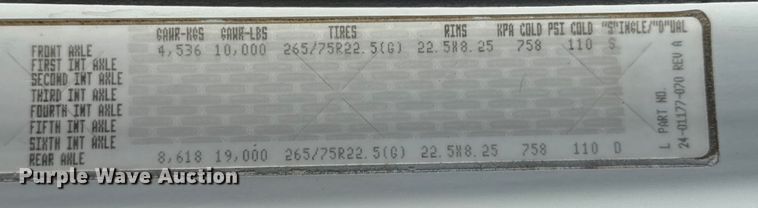 GAWR-KGS GAWR-LBS TIRES RIMS KPA COLD PSI COLD "S"INGLE/"D"UAL
FRONT AXLE 4,536 10,000 265/75R22.5(G) 22.5X8.25 758 110 S
FIRST INT AXLE
SECOND INT AXLE
THIRD INT AXLE
FOURTH INT AXLE
FIFTH INT AXLE
SIXTH INT AXLE
REAR AXLE 8,618 19,000 265/75R22.5(G) 22.5X8.25 758 110 D
L PART NO.
24-01177-070 REV A
Purple Wave Auction